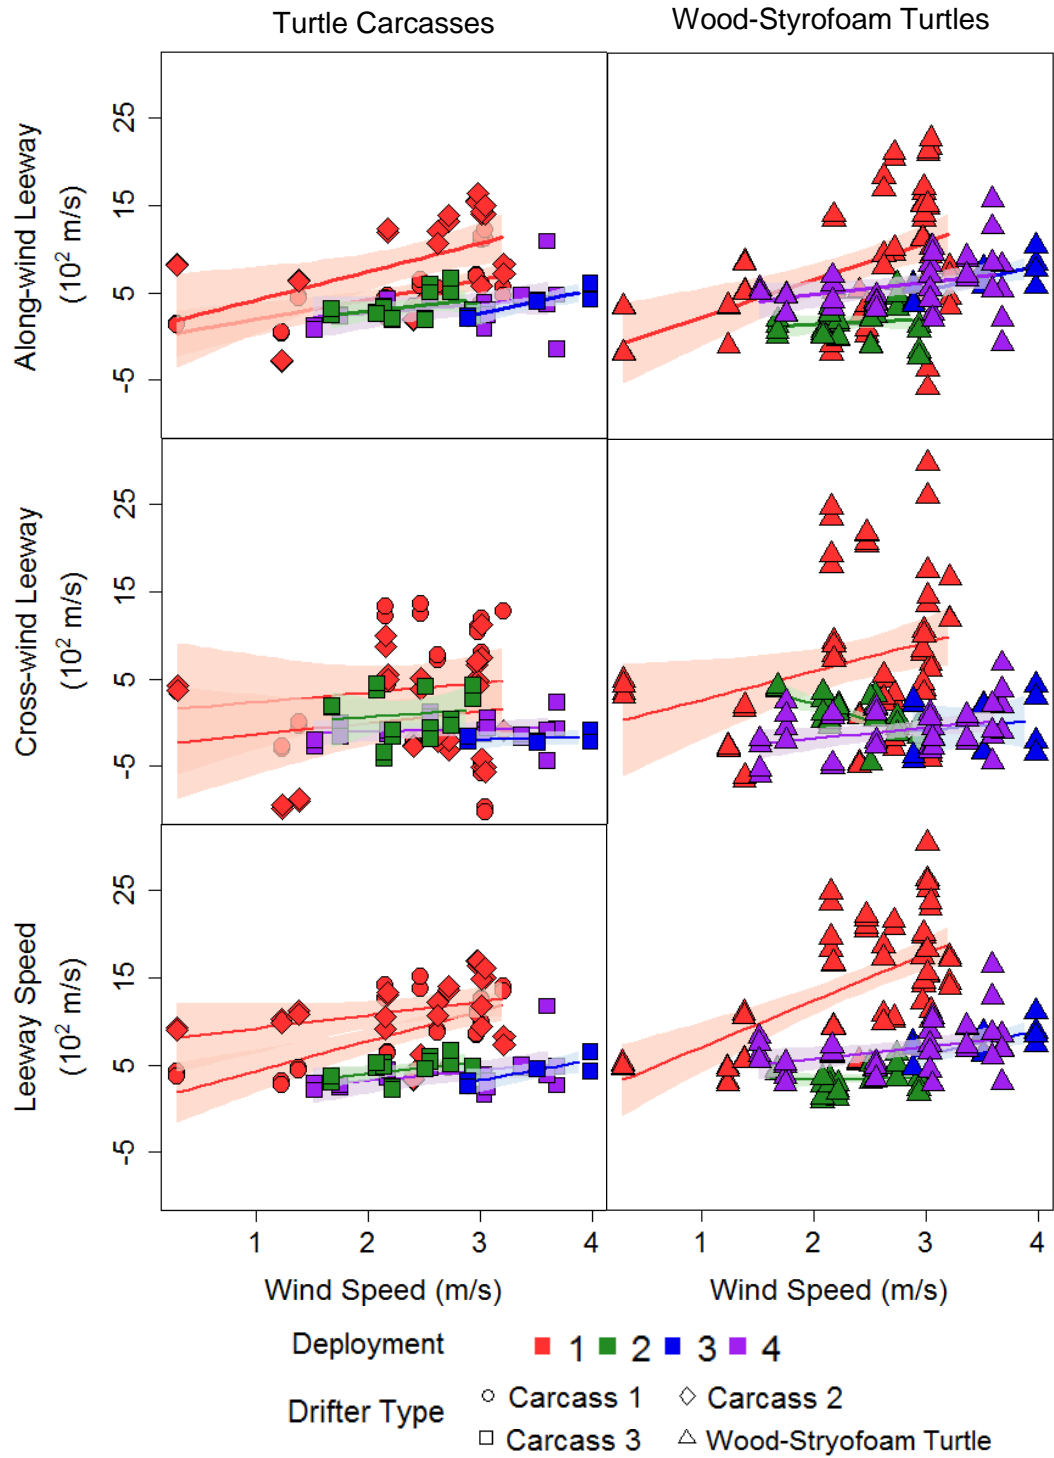 Turtle Carcasses
Wood-Styrofoam Turtles
Along-wind Leeway
(10² m/s)
25
15
5
-5
Cross-wind Leeway
(10² m/s)
25
15
5
-5
Leeway Speed
(10² m/s)
25
15
5
-5
1 2 3 4
1 2 3 4
Wind Speed (m/s)
Wind Speed (m/s)
Deployment 1 2 3 4
Drifter Type Carcass 1 Carcass 2
Carcass 3 Wood-Stryofoam Turtle